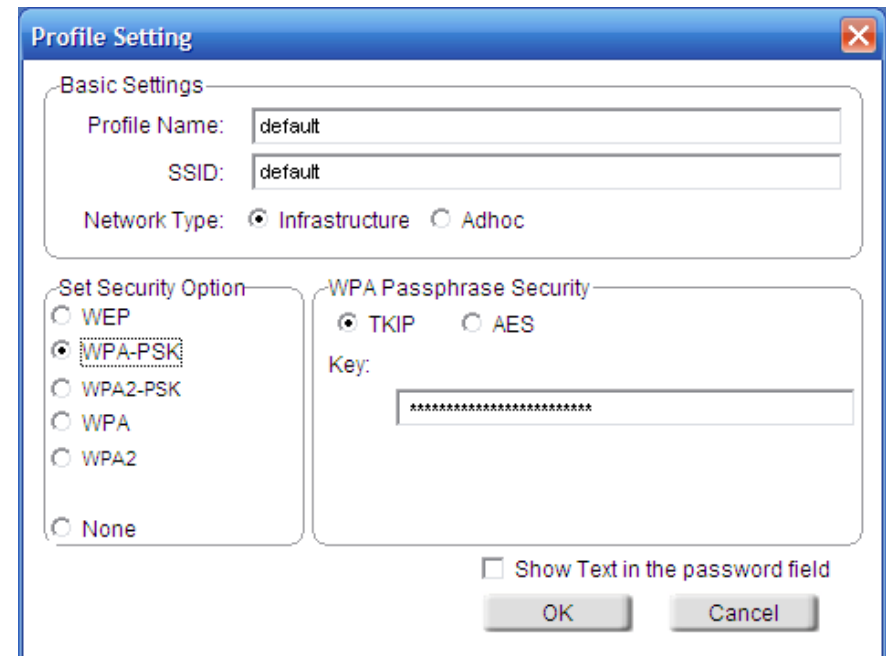 Profile Setting
Basic Settings
Profile Name: default
SSID: default
Network Type: Infrastructure Adhoc
Set Security Option
WEP
WPA-PSK
WPA2-PSK
WPA
WPA2
None
WPA Passphrase Security
TKIP AES
Key:
*************************
Show Text in the password field
OK Cancel